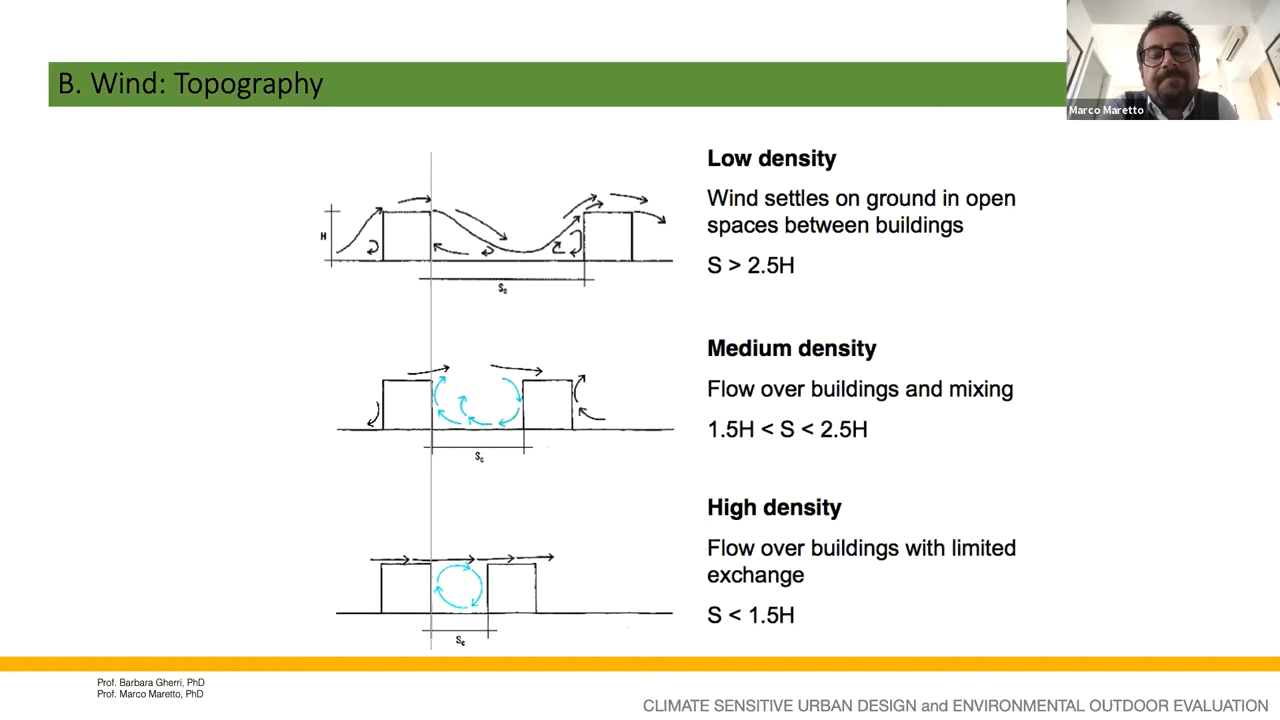 B. Wind: Topography
Marco Maretto
Low density
Wind settles on ground in open
spaces between buildings
S > 2.5H
H
S₀
Medium density
Flow over buildings and mixing
1.5H < S < 2.5H
Sc
High density
Flow over buildings with limited
exchange
S < 1.5H
Sc
Prof. Barbara Gherri, PhD
Prof. Marco Maretto, PhD
CLIMATE SENSITIVE URBAN DESIGN and ENVIRONMENTAL OUTDOOR EVALUATION